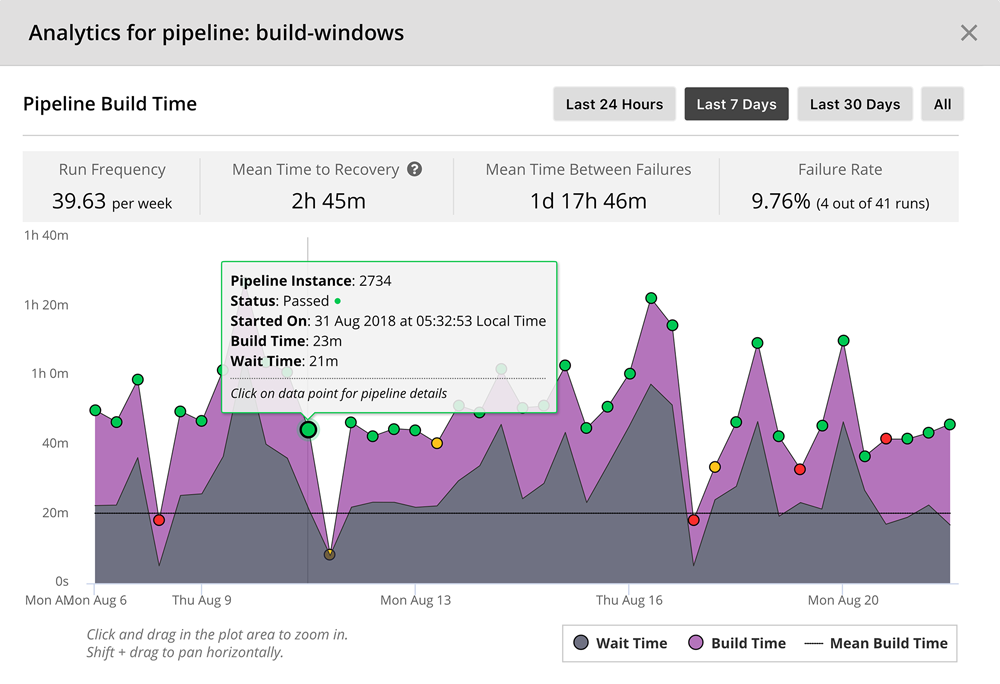 Analytics for pipeline: build-windows
Pipeline Build Time
Last 24 Hours
Last 7 Days
Last 30 Days
All
Run Frequency
39.63 per week
Mean Time to Recovery ?
2h 45m
Mean Time Between Failures
1d 17h 46m
Failure Rate
9.76% (4 out of 41 runs)
1h 40m
1h 20m
1h 0m
40m
20m
0s
Pipeline Instance: 2734
Status: Passed
Started On: 31 Aug 2018 at 05:32:53 Local Time
Build Time: 23m
Wait Time: 21m
Click on data point for pipeline details
Mon A
Mon Aug 6
Thu Aug 9
Mon Aug 13
Thu Aug 16
Mon Aug 20
Click and drag in the plot area to zoom in.
Shift + drag to pan horizontally.
Wait Time
Build Time
Mean Build Time